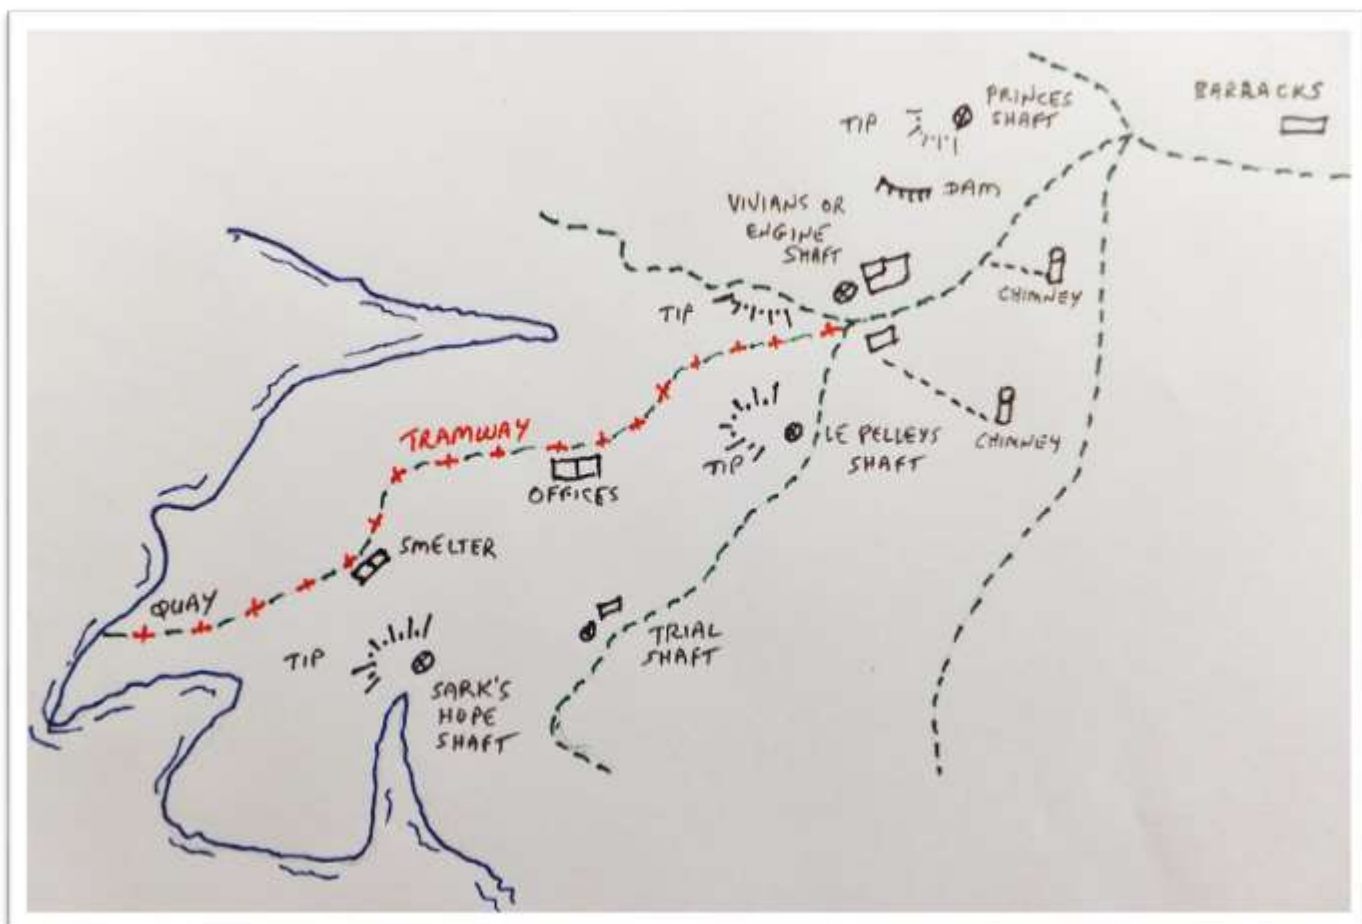 BARRACKS
PRINCES
SHAFT
TIP
DAM
VIVIANS OR
ENGINE
SHAFT
CHIMNEY
TIP
TRAMWAY
LE PELLEYS
SHAFT
CHIMNEY
TIP
OFFICES
SMELTER
QUAY
TRIAL
SHAFT
TIP
SARK'S
HOPE
SHAFT